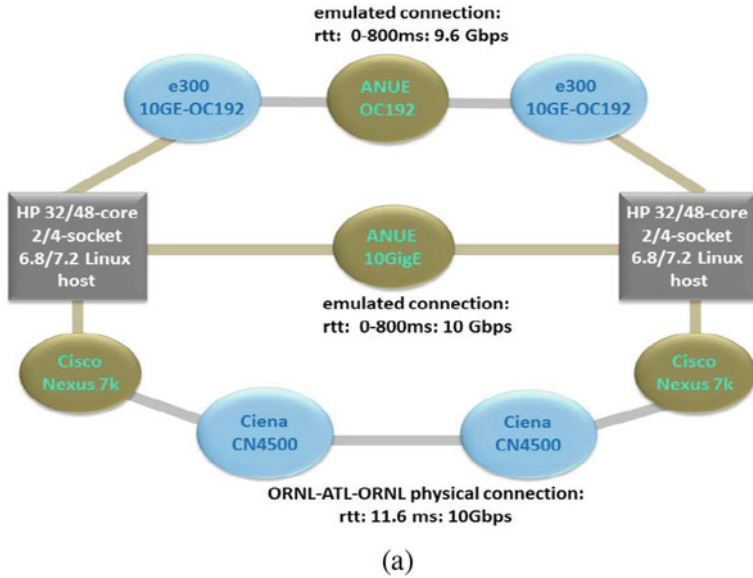 emulated connection:
rtt: 0-800ms: 9.6 Gbps
e300
10GE-OC192
ANUE
OC192
e300
10GE-OC192
HP 32/48-core
2/4-socket
6.8/7.2 Linux
host
ANUE
10GigE
HP 32/48-core
2/4-socket
6.8/7.2 Linux
host
emulated connection:
rtt: 0-800ms: 10 Gbps
Cisco
Nexus 7k
Cisco
Nexus 7k
Ciena
CN4500
Ciena
CN4500
ORNL-ATL-ORNL physical connection:
rtt: 11.6 ms: 10Gbps
(a)